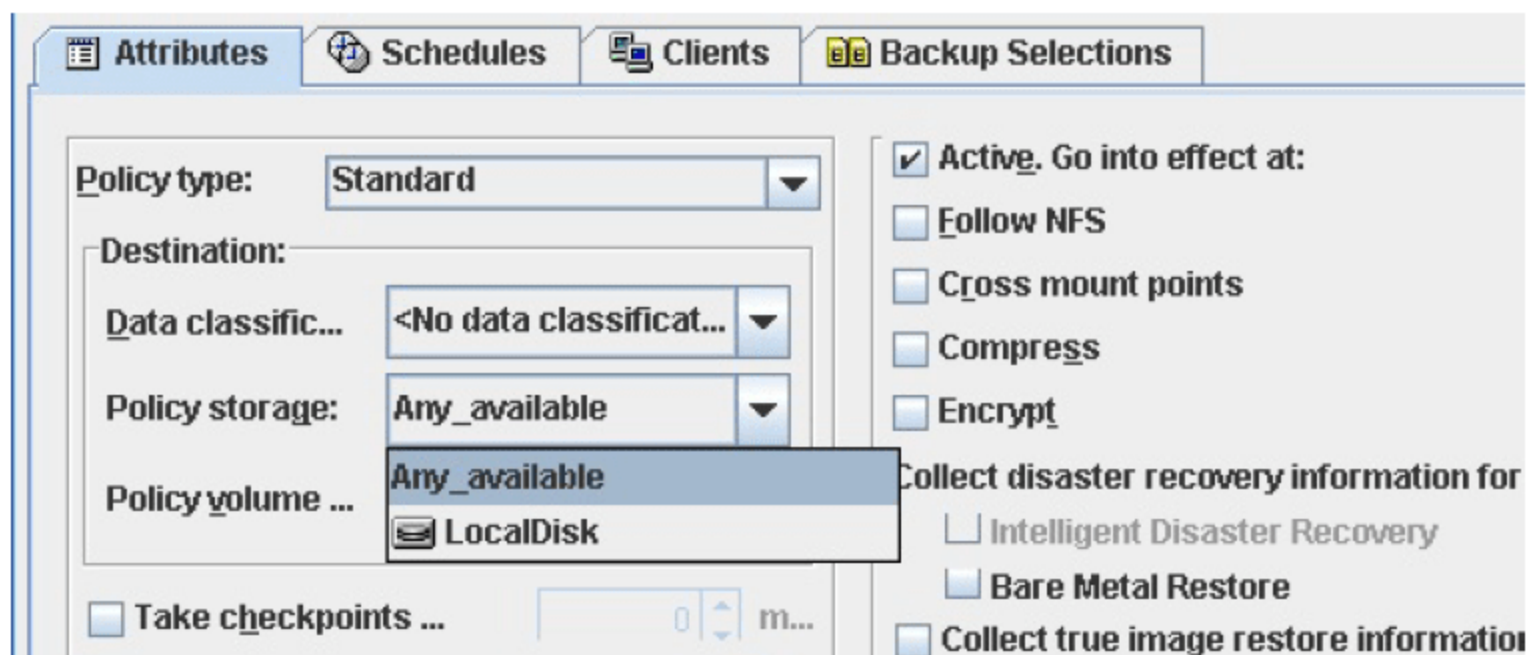 Attributes
Schedules
Clients
Backup Selections
Policy type:
Standard
Destination:
Data classific...
<No data classificat...
Policy storage:
Any_available
Any_available
LocalDisk
Policy volume ...
Take checkpoints ...
0
m...
Active. Go into effect at:
Follow NFS
Cross mount points
Compress
Encrypt
Collect disaster recovery information for
Intelligent Disaster Recovery
Bare Metal Restore
Collect true image restore information